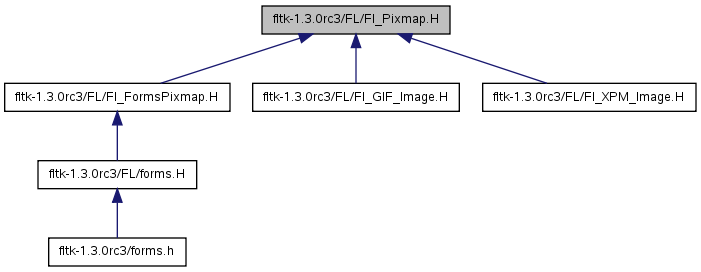 fltk-1.3.0rc3/FL/Fl_Pixmap.H
fltk-1.3.0rc3/FL/Fl_FormsPixmap.H
fltk-1.3.0rc3/FL/Fl_GIF_Image.H
fltk-1.3.0rc3/FL/Fl_XPM_Image.H
fltk-1.3.0rc3/FL/forms.H
fltk-1.3.0rc3/forms.h